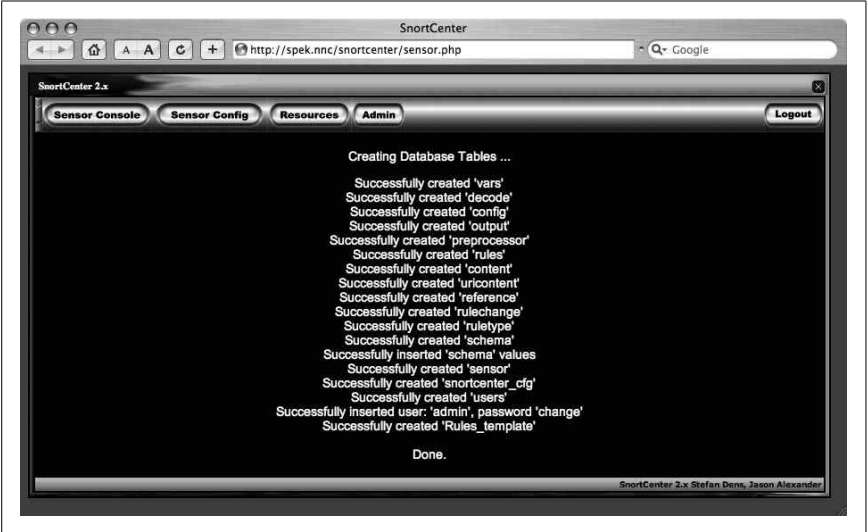 SnortCenter
A A
http://spek.nnc/snortcenter/sensor.php
Google
SnortCenter 2.x
Sensor Console Sensor Config Resources Admin Logout
Creating Database Tables ...
Successfully created 'vars'
Successfully created 'decode'
Successfully created 'config'
Successfully created 'output'
Successfully created 'preprocessor'
Successfully created 'rules'
Successfully created 'content'
Successfully created 'uricontent'
Successfully created 'reference'
Successfully created 'rulechange'
Successfully created 'ruletype'
Successfully created 'schema'
Successfully inserted 'schema' values
Successfully created 'sensor'
Successfully created 'snortcenter_cfg'
Successfully created 'users'
Successfully inserted user: 'admin', password 'change'
Successfully created 'Rules_template'
Done.
SnortCenter 2.x Stefan Dens, Jason Alexander